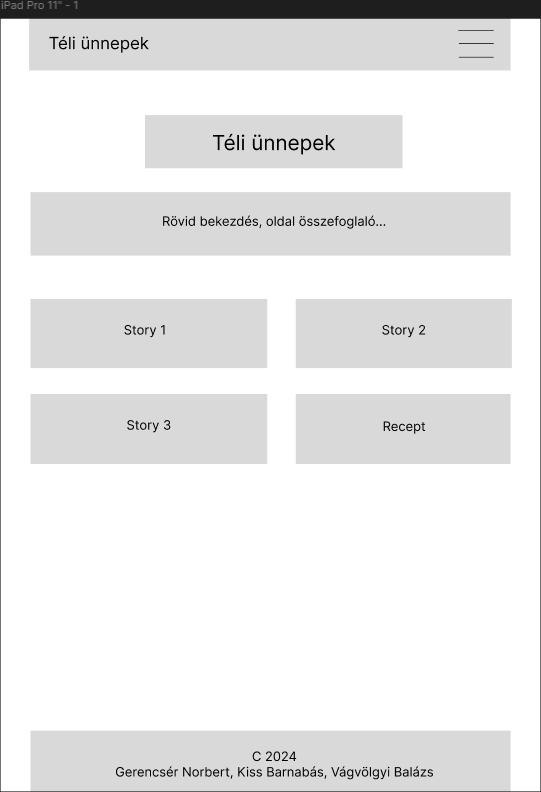 iPad Pro 11" - 1
Téli ünnepek
Téli ünnepek
Rövid bekezdés, oldal összefoglaló...
Story 1
Story 2
Story 3
Recept
C 2024
Gerencsér Norbert, Kiss Barnabás, Vágvölgyi Balázs